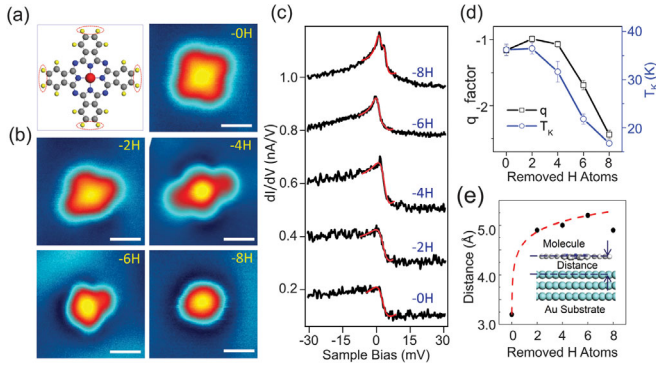 (a)
-0H
(b)
-2H
-4H
-6H
-8H
(c)
dI/dV (nA/V)
1.0
0.8
0.6
0.4
0.2
-8H
-6H
-4H
-2H
-0H
-30
-15
0
15
30
Sample Bias (mV)
(d)
q factor
-1
-2
q
T_K
40
30
20
T_K (K)
0 2 4 6 8
Removed H Atoms
(e)
Distance (Å)
5.0
4.0
3.0
Molecule
Distance
Au Substrate
0 2 4 6 8
Removed H Atoms